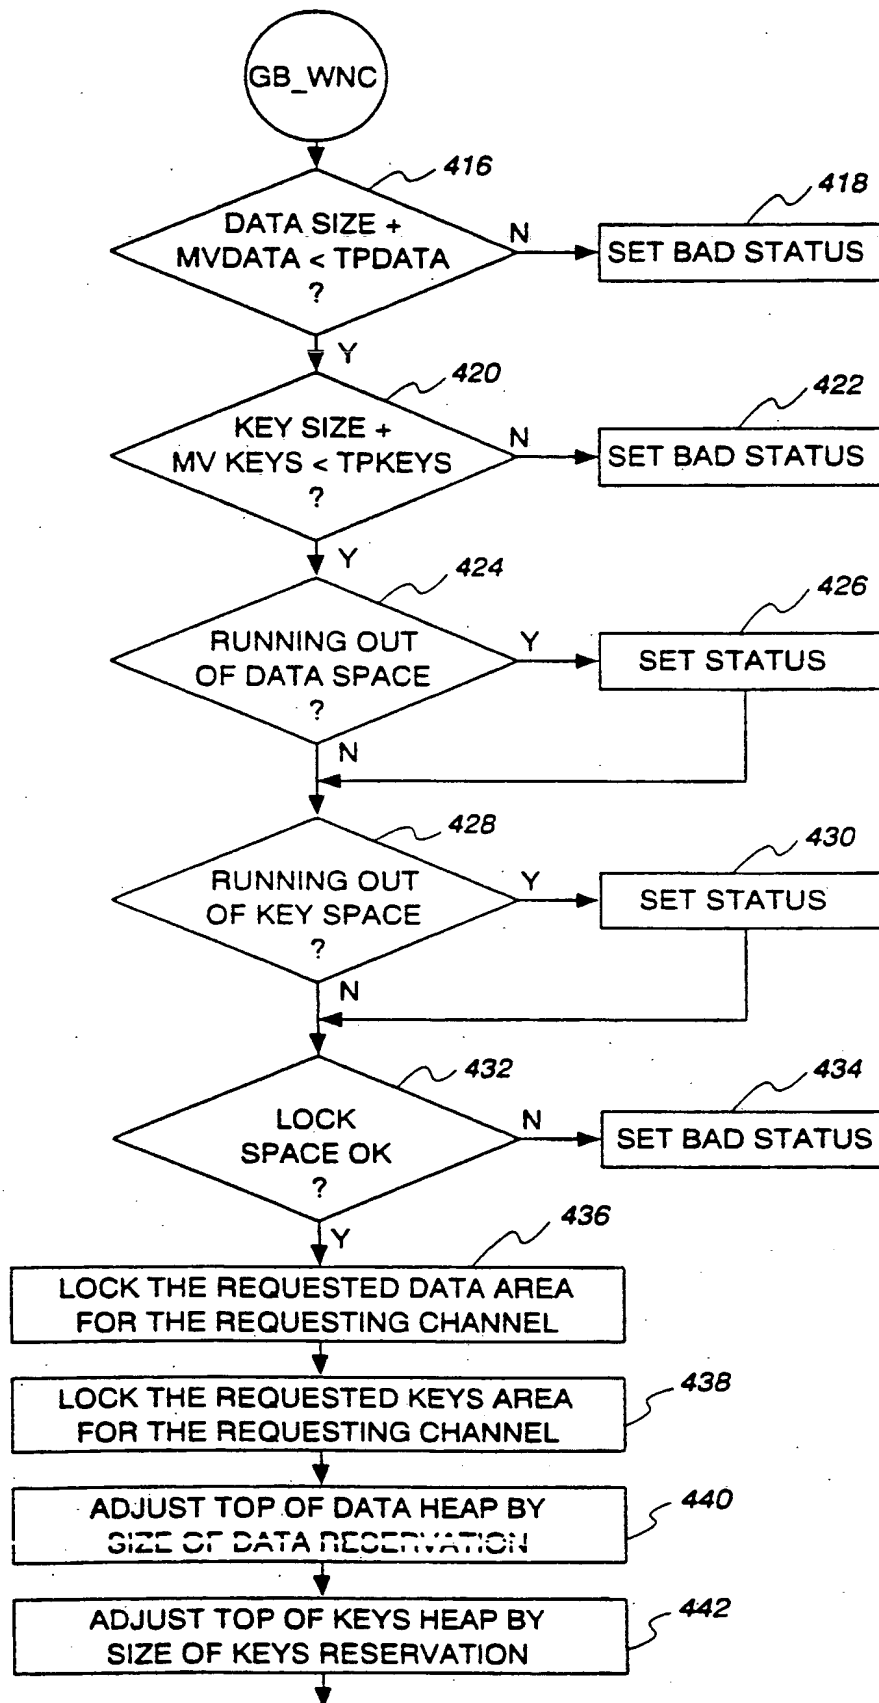 GB_WNC
416
DATA SIZE +
MVDATA < TPDATA
?
N
418
SET BAD STATUS
Y
420
KEY SIZE +
MV KEYS < TPKEYS
?
N
422
SET BAD STATUS
Y
424
RUNNING OUT
OF DATA SPACE
?
Y
426
SET STATUS
N
428
RUNNING OUT
OF KEY SPACE
?
Y
430
SET STATUS
N
432
LOCK
SPACE OK
?
N
434
SET BAD STATUS
Y
436
LOCK THE REQUESTED DATA AREA
FOR THE REQUESTING CHANNEL
438
LOCK THE REQUESTED KEYS AREA
FOR THE REQUESTING CHANNEL
440
ADJUST TOP OF DATA HEAP BY
SIZE OF DATA RESERVATION
442
ADJUST TOP OF KEYS HEAP BY
SIZE OF KEYS RESERVATION